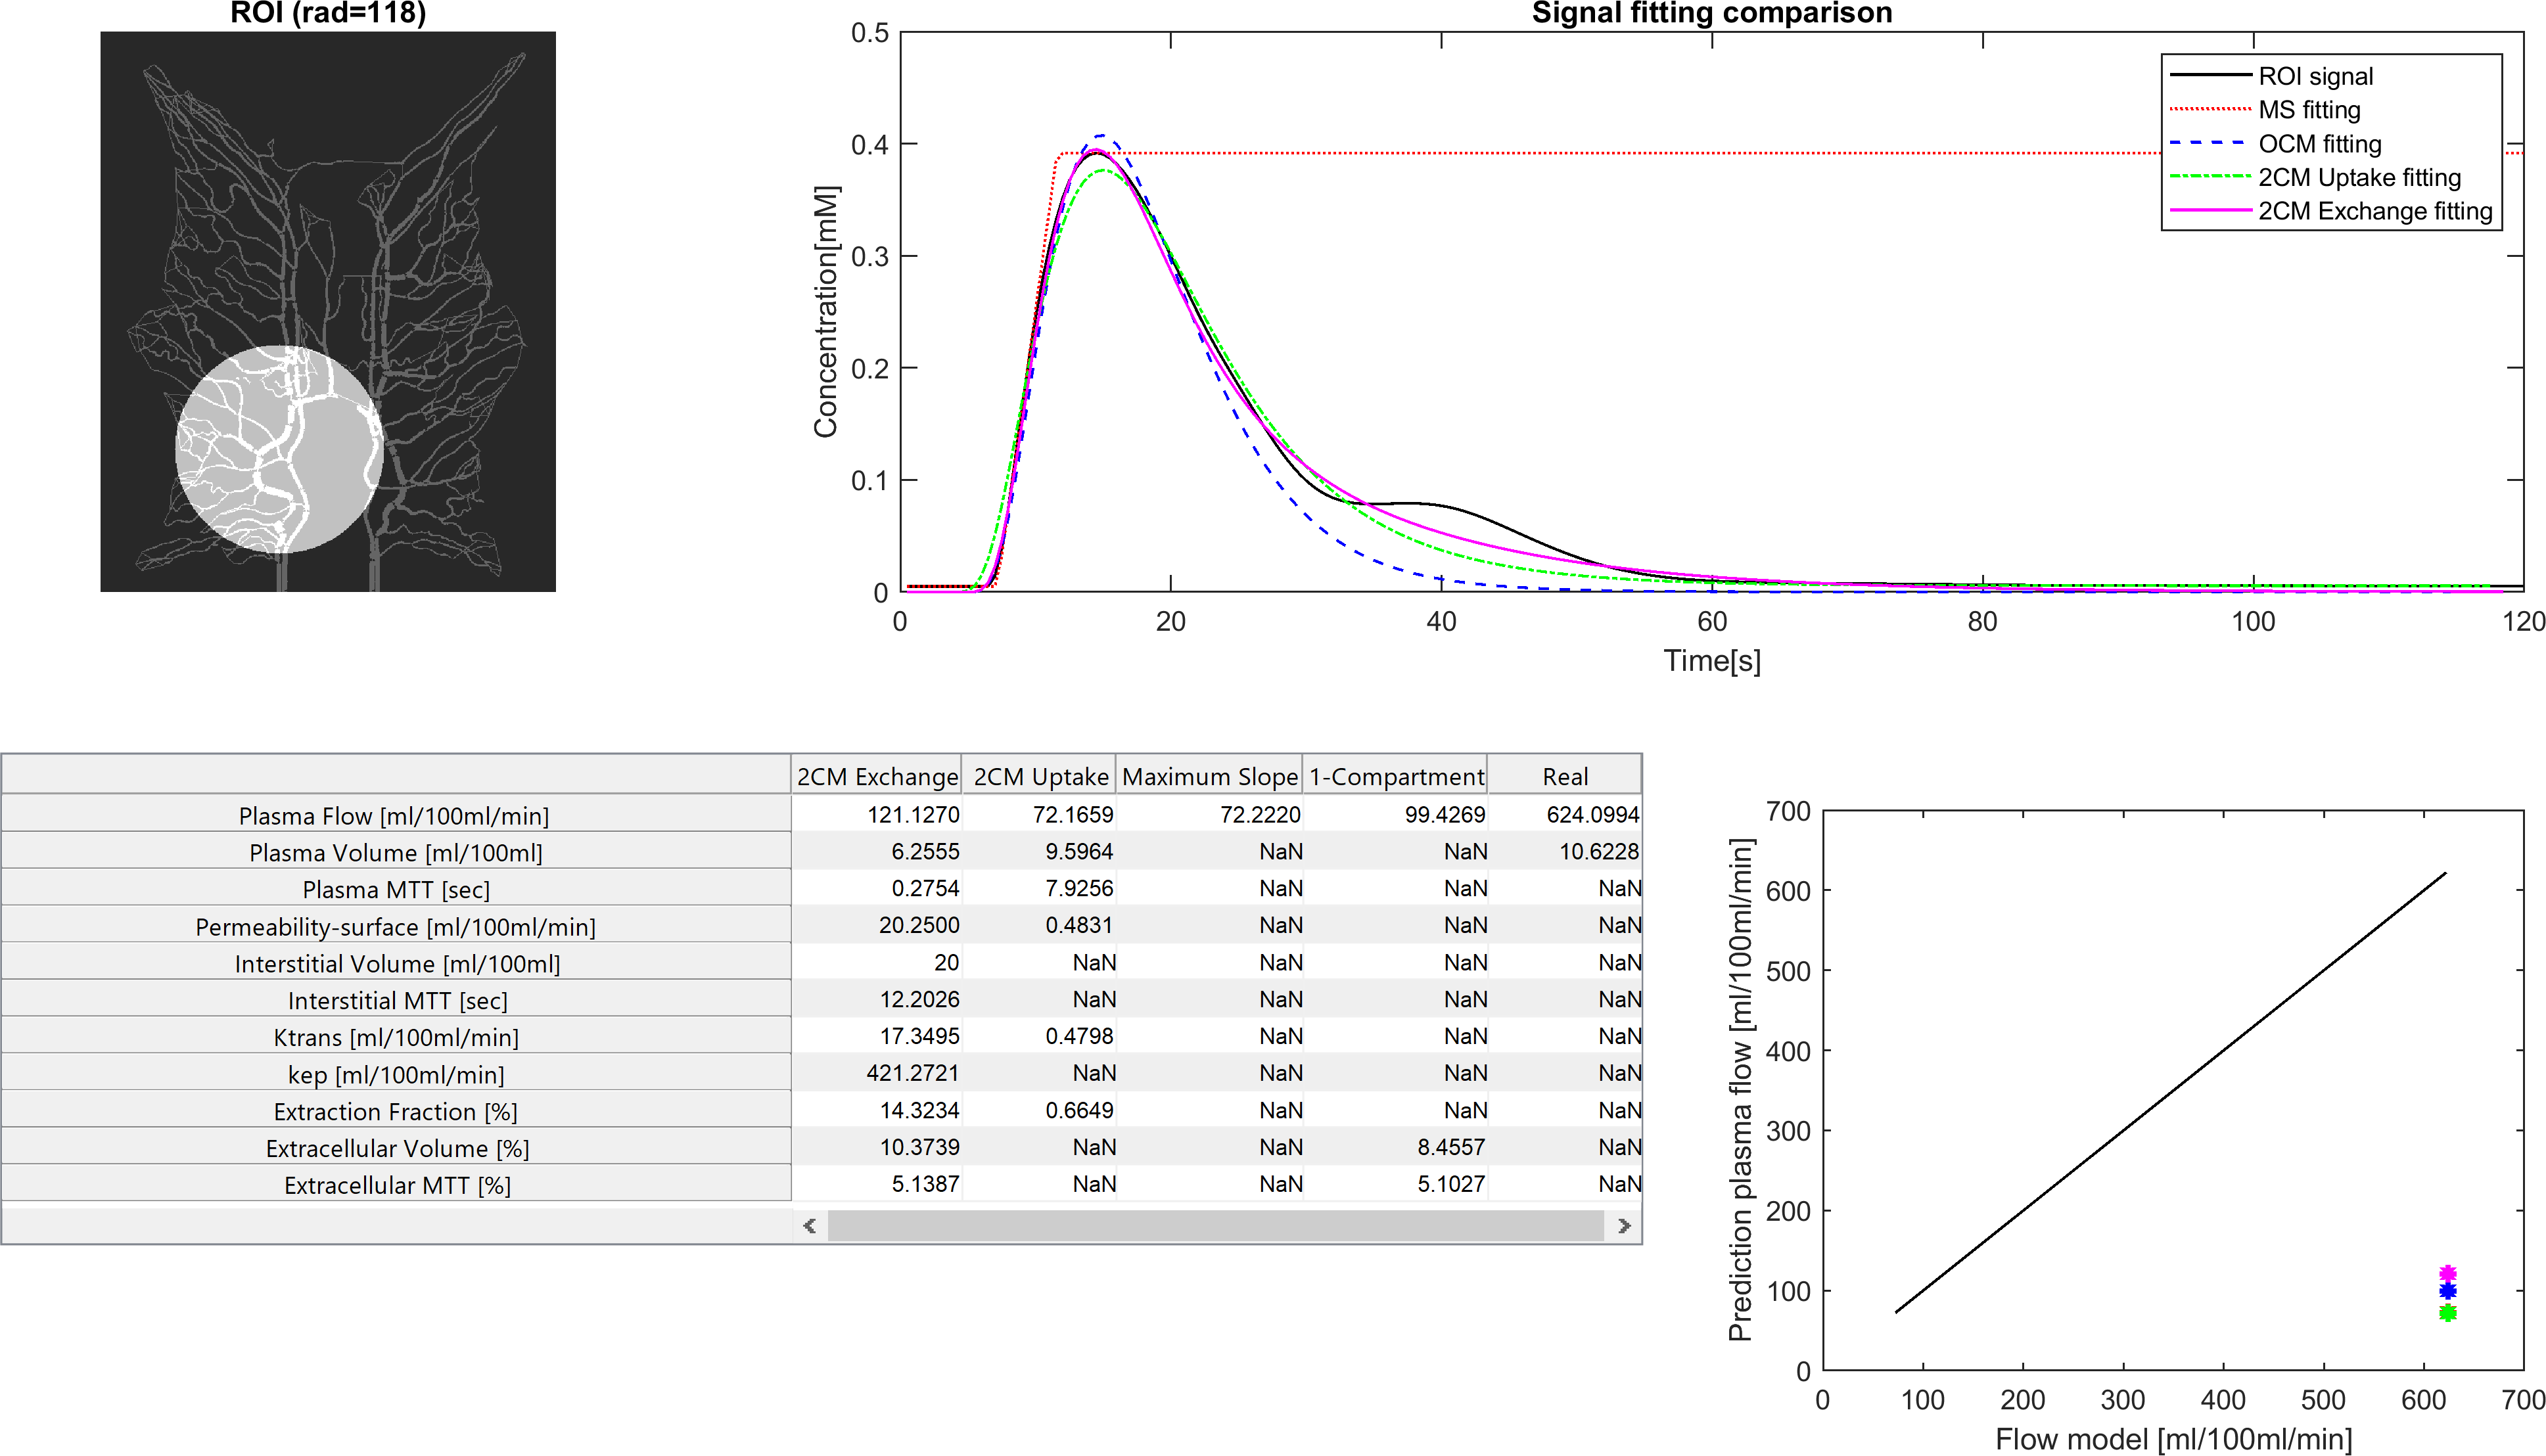 ROI (rad=118)
Signal fitting comparison
0.5
0.4
0.3
0.2
0.1
0
Concentration[mM]
0 20 40 60 80 100 120
Time[s]
ROI signal
MS fitting
OCM fitting
2CM Uptake fitting
2CM Exchange fitting
2CM Exchange 2CM Uptake Maximum Slope 1-Compartment Real
Plasma Flow [ml/100ml/min] 121.1270 72.1659 72.2220 99.4269 624.0994
Plasma Volume [ml/100ml] 6.2555 9.5964 NaN NaN 10.6228
Plasma MTT [sec] 0.2754 7.9256 NaN NaN NaN
Permeability-surface [ml/100ml/min] 20.2500 0.4831 NaN NaN NaN
Interstitial Volume [ml/100ml] 20 NaN NaN NaN NaN
Interstitial MTT [sec] 12.2026 NaN NaN NaN NaN
Ktrans [ml/100ml/min] 17.3495 0.4798 NaN NaN NaN
kep [ml/100ml/min] 421.2721 NaN NaN NaN NaN
Extraction Fraction [%] 14.3234 0.6649 NaN NaN NaN
Extracellular Volume [%] 10.3739 NaN NaN 8.4557 NaN
Extracellular MTT [%] 5.1387 NaN NaN 5.1027 NaN
700
600
500
400
300
200
100
0
Prediction plasma flow [ml/100ml/min]
0 100 200 300 400 500 600 700
Flow model [ml/100ml/min]